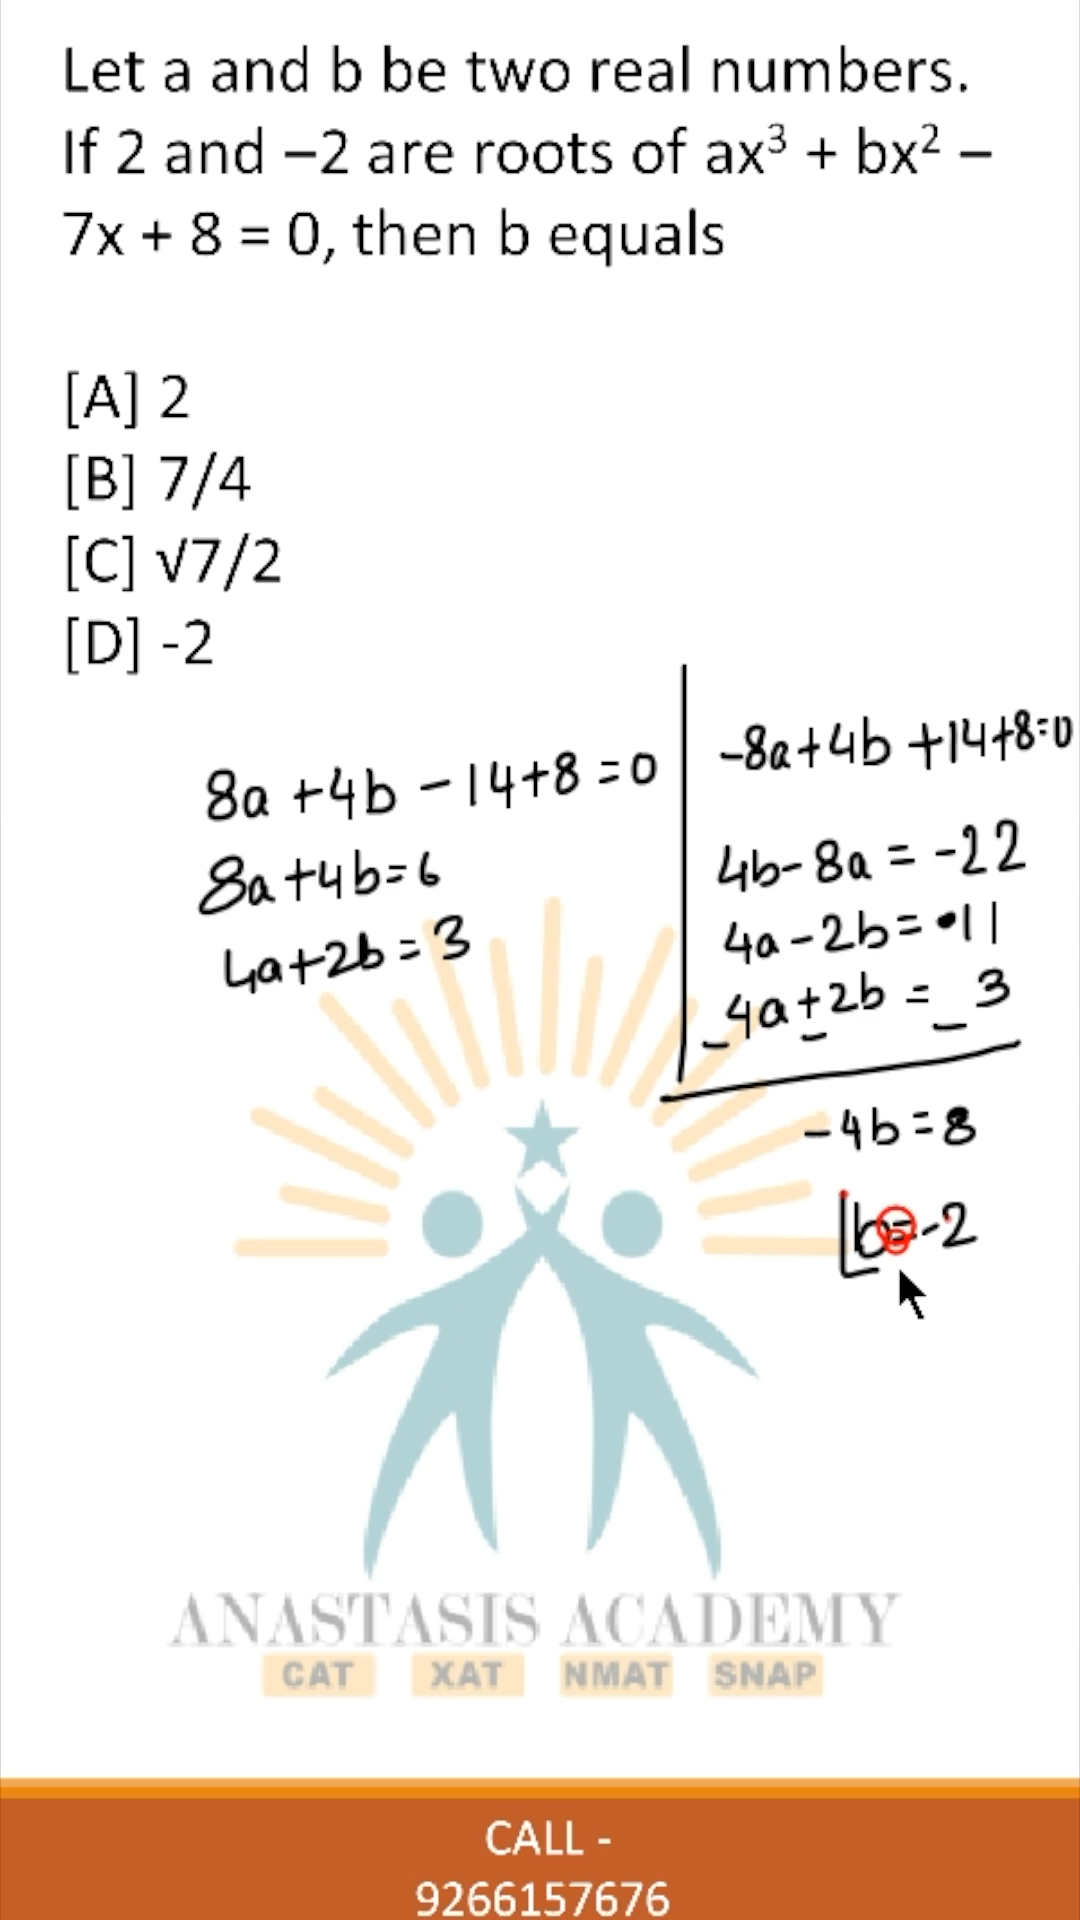 Let a and b be two real numbers.
If 2 and –2 are roots of ax³ + bx² –
7x + 8 = 0, then b equals
[A] 2
[B] 7/4
[C] √7/2
[D] -2
8a +4b -14+8 =0
8a+4b=6
4a+2b=3
-8a+4b +14+8=0
4b-8a = -22
4a-2b= 11
4a+2b = 3
-4b=8
b=-2
ANASTASIS ACADEMY
CAT XAT NMAT SNAP
CALL -
9266157676